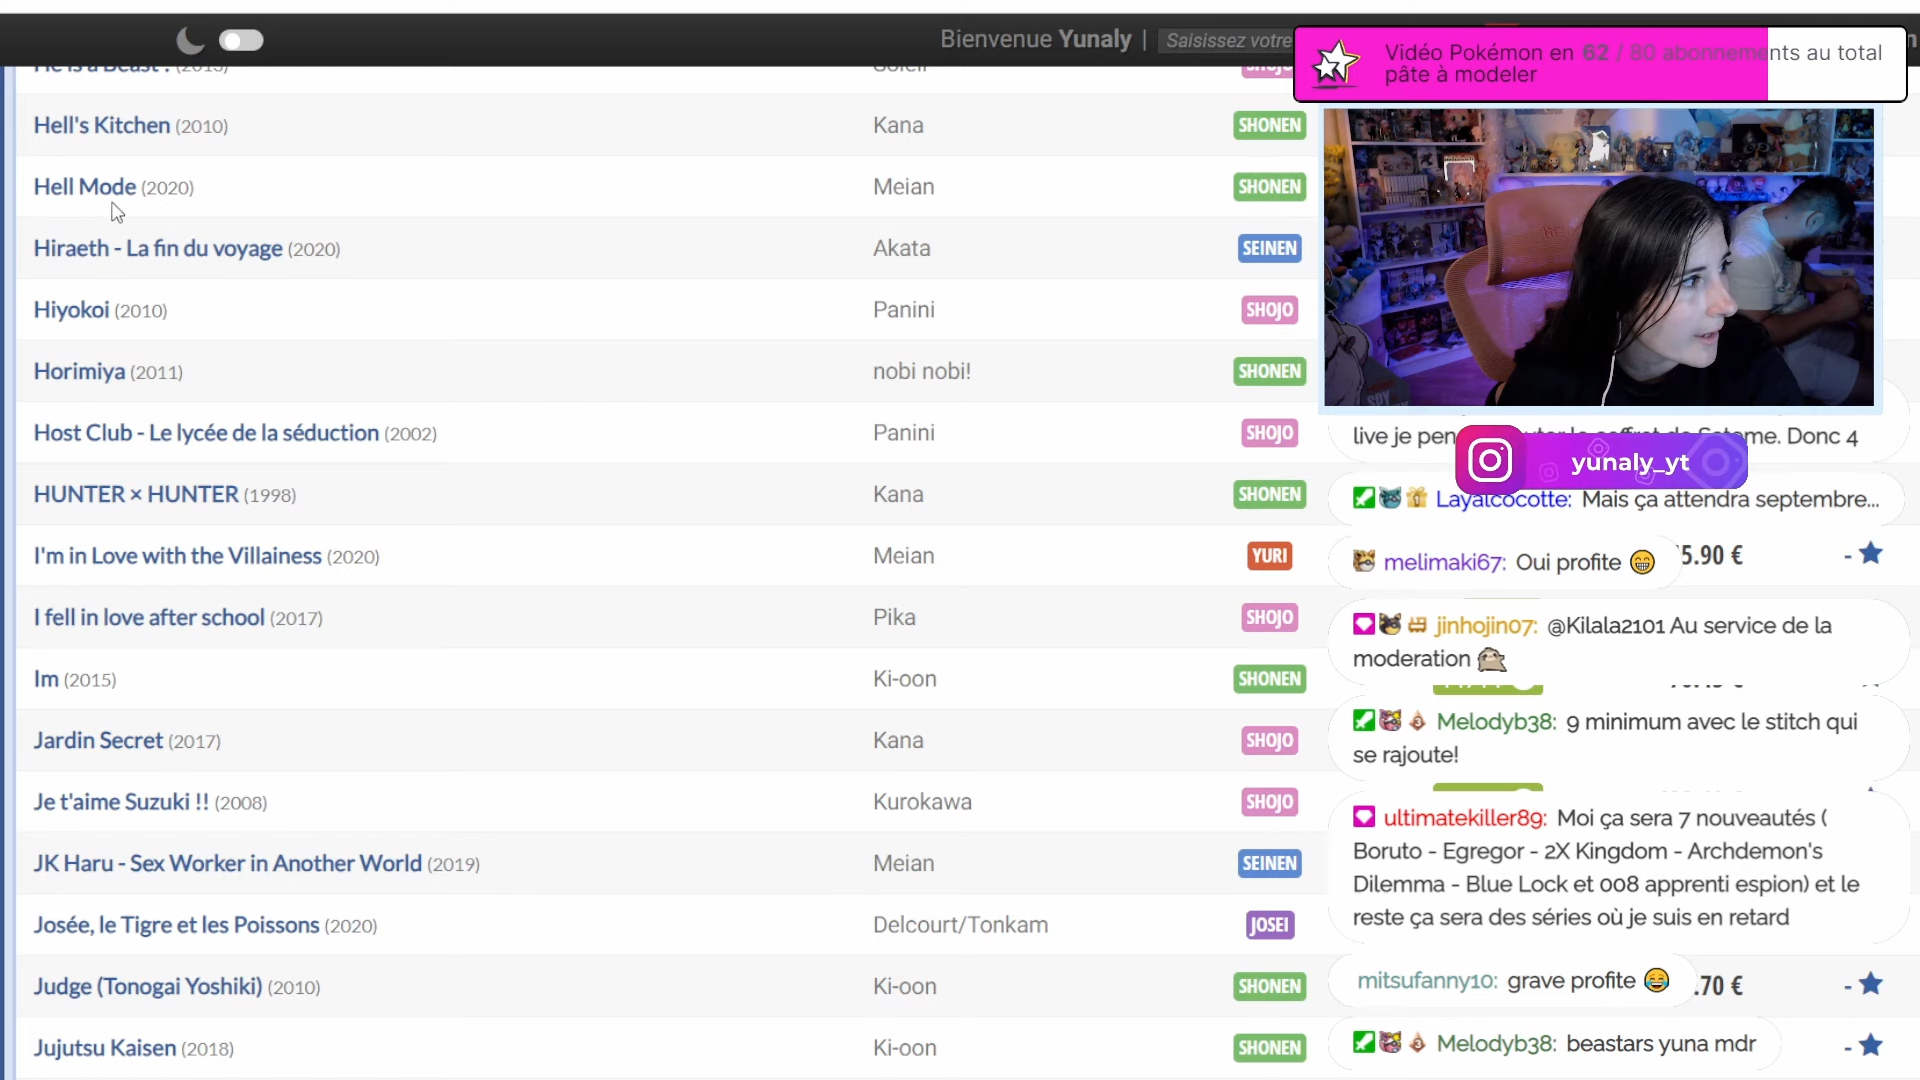 Bienvenue Yunaly | Saisissez votre
Vidéo Pokémon en 62 / 80 abonnements au total
pâte à modeler
He is a Beast ! (2013)
Soleil
SHOJO
Hell's Kitchen (2010)
Kana
SHONEN
Hell Mode (2020)
Meian
SHONEN
Hiraeth - La fin du voyage (2020)
Akata
SEINEN
Hiyokoi (2010)
Panini
SHOJO
Horimiya (2011)
nobi nobi!
SHONEN
Host Club - Le lycée de la séduction (2002)
Panini
SHOJO
HUNTER × HUNTER (1998)
Kana
SHONEN
I'm in Love with the Villainess (2020)
Meian
YURI
5.90 €
-
I fell in love after school (2017)
Pika
SHOJO
Im (2015)
Ki-oon
SHONEN
Jardin Secret (2017)
Kana
SHOJO
Je t'aime Suzuki !! (2008)
Kurokawa
SHOJO
JK Haru - Sex Worker in Another World (2019)
Meian
SEINEN
Josée, le Tigre et les Poissons (2020)
Delcourt/Tonkam
JOSEI
Judge (Tonogai Yoshiki) (2010)
Ki-oon
SHONEN
.70 €
-
Jujutsu Kaisen (2018)
Ki-oon
SHONEN
-
live je pen
me. Donc 4
yunaly_yt
Layalcocotte: Mais ça attendra septembre...
melimaki67: Oui profite 😁
jinhojin07: @Kilala2101 Au service de la
moderation
Melodyb38: 9 minimum avec le stitch qui
se rajoute!
ultimatekiller89: Moi ça sera 7 nouveautés (
Boruto - Egregor - 2X Kingdom - Archdemon's
Dilemma - Blue Lock et 008 apprenti espion) et le
reste ça sera des séries où je suis en retard
mitsufanny10: grave profite 😂
Melodyb38: beastars yuna mdr